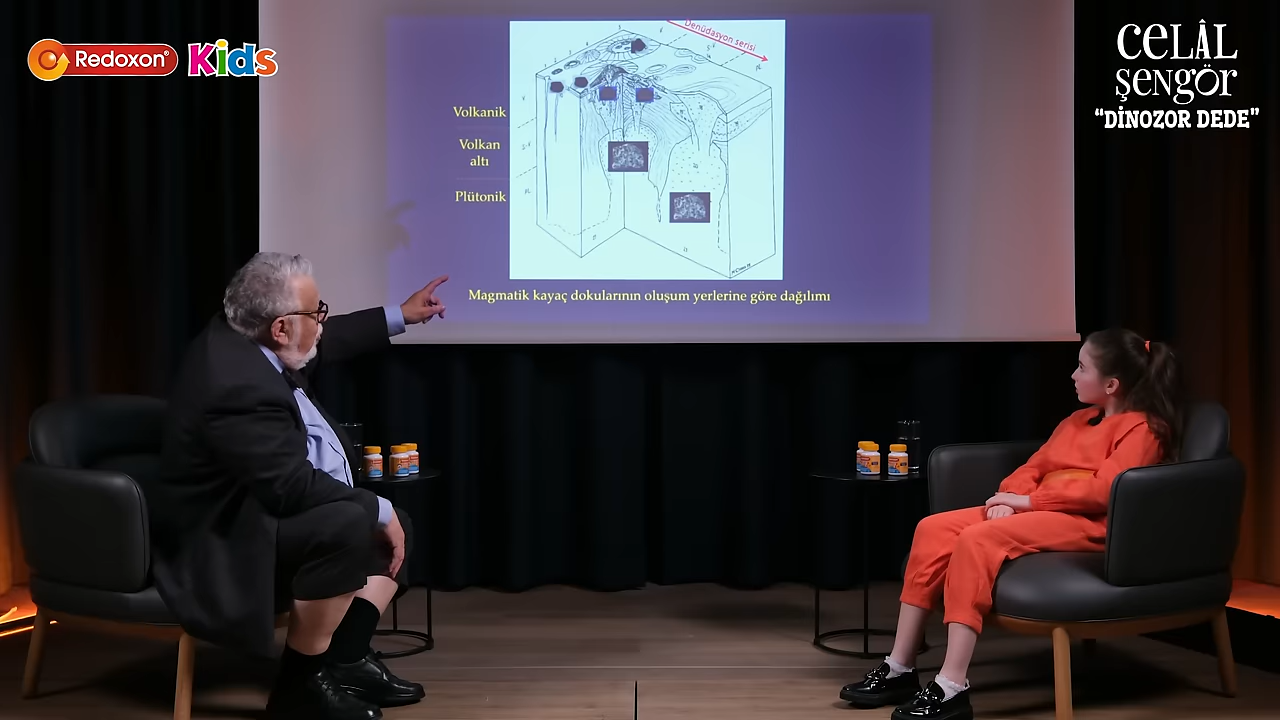 Redoxon Kids
CELÂL
ŞENGÖR
“DİNOZOR DEDE”
Denüdasyon serisi
Volkanik
Volkan
altı
Plütonik
Magmatik kayaç dokularının oluşum yerlerine göre dağılımı